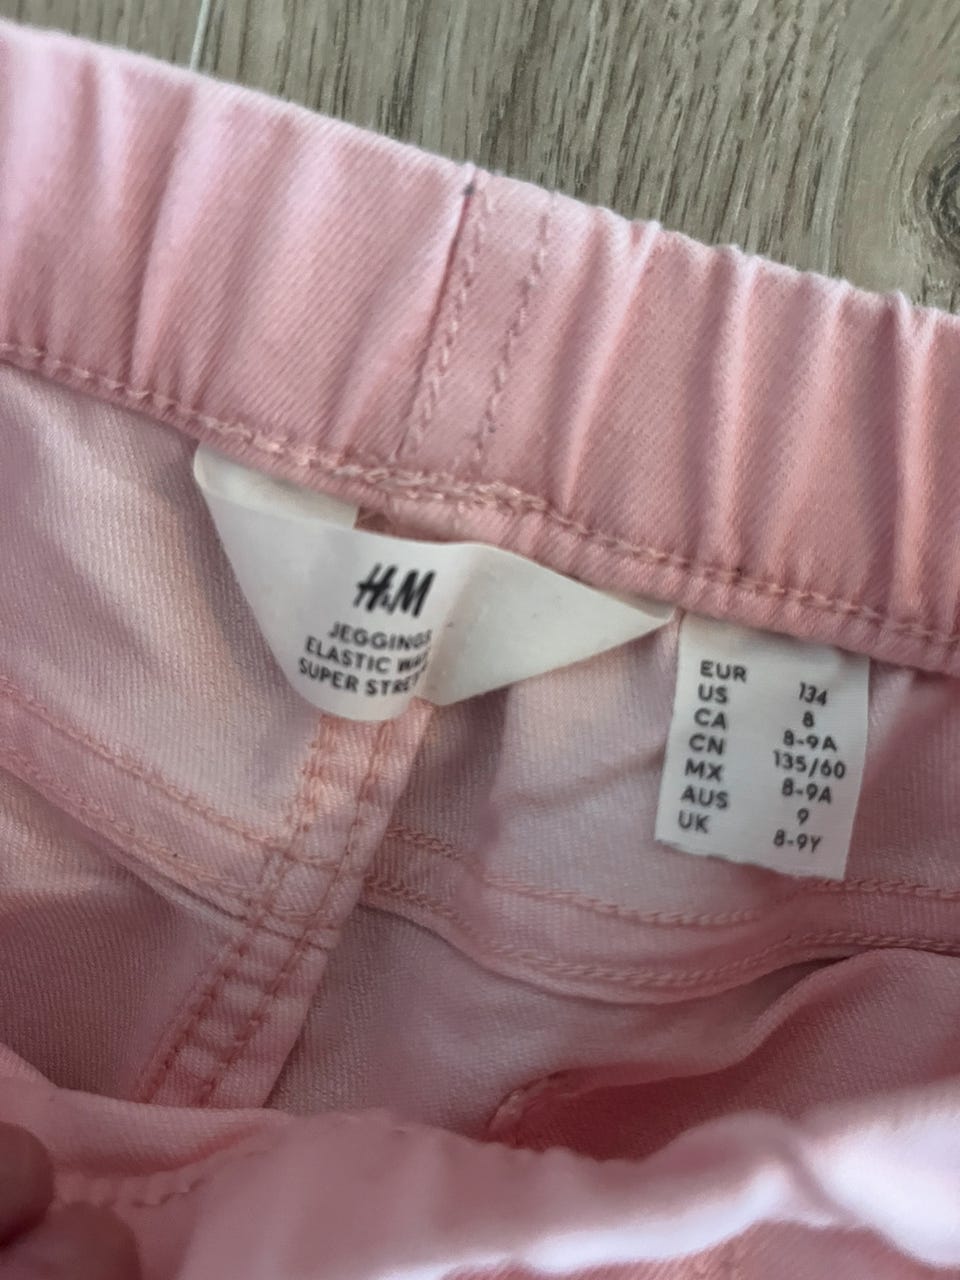 H&M
JEGGINGS
ELASTIC
SUPER
EUR 134
US 8
CA 8-9A
CN 135/60
MX 8-9A
AUS 9
UK 8-9Y